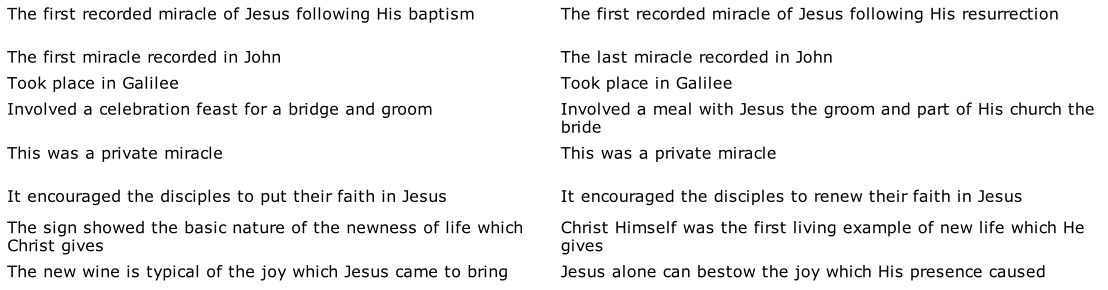 The first recorded miracle of Jesus following His baptism
The first recorded miracle of Jesus following His resurrection
The first miracle recorded in John
The last miracle recorded in John
Took place in Galilee
Took place in Galilee
Involved a celebration feast for a bridge and groom
Involved a meal with Jesus the groom and part of His church the
bride
This was a private miracle
This was a private miracle
It encouraged the disciples to put their faith in Jesus
It encouraged the disciples to renew their faith in Jesus
The sign showed the basic nature of the newness of life which
Christ gives
Christ Himself was the first living example of new life which He
gives
The new wine is typical of the joy which Jesus came to bring
Jesus alone can bestow the joy which His presence caused